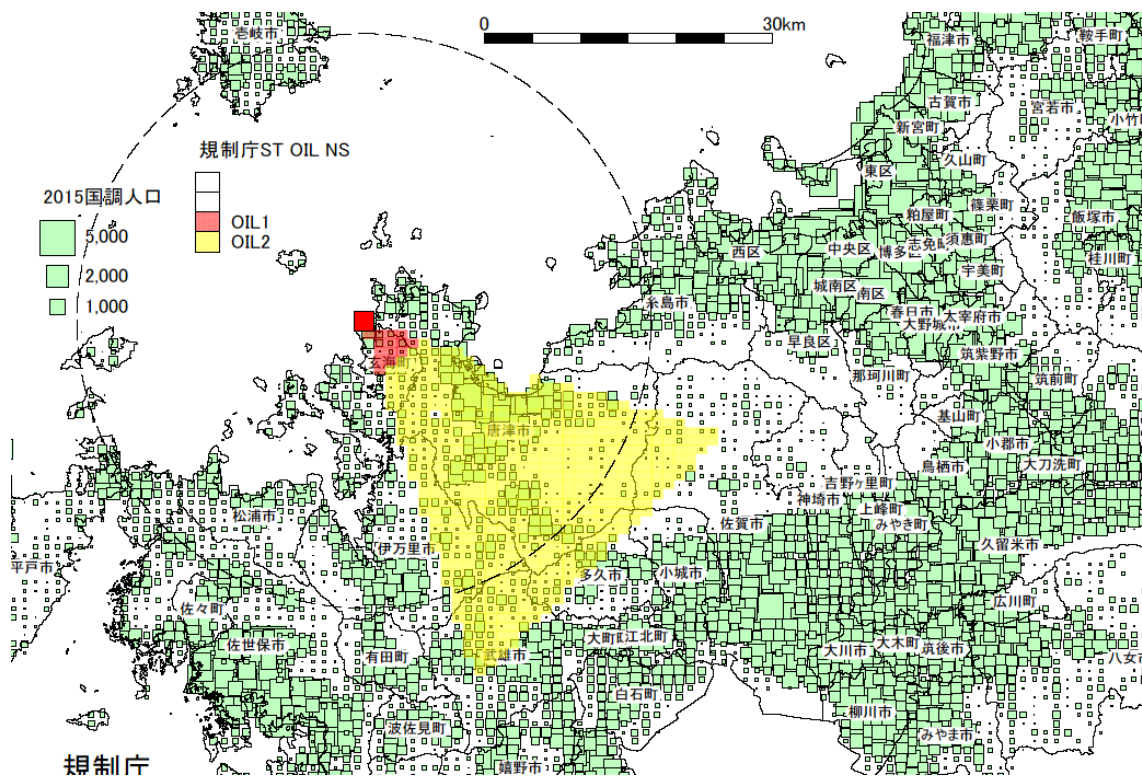 0 30km
壱岐市
福津市
鞍手町
宮若市
古賀市
小竹町
新宮町
久山町
規制庁ST OIL NS
東区
篠栗町
2015国調人口
粕屋町
飯塚市
OIL1
5,000
OIL2
西区
中央区
志免町
須恵町
桂川町
2,000
宇美町
城南区
南区
1,000
糸島市
春日市
太宰府市
大野城市
早良区
筑紫野市
玄海町
那珂川町
筑前町
基山町
唐津市
小郡市
鳥栖市
大刀洗町
吉野ヶ里町
神埼市
上峰町
松浦市
佐賀市
みやき町
伊万里市
久留米市
平戸市
多久市
小城市
佐々町
広川町
大町
江北町
佐世保市
大川市
大木町
筑後市
有田町
武雄市
八女市
白石町
柳川市
波佐見町
みやま市
規制庁
嬉野市